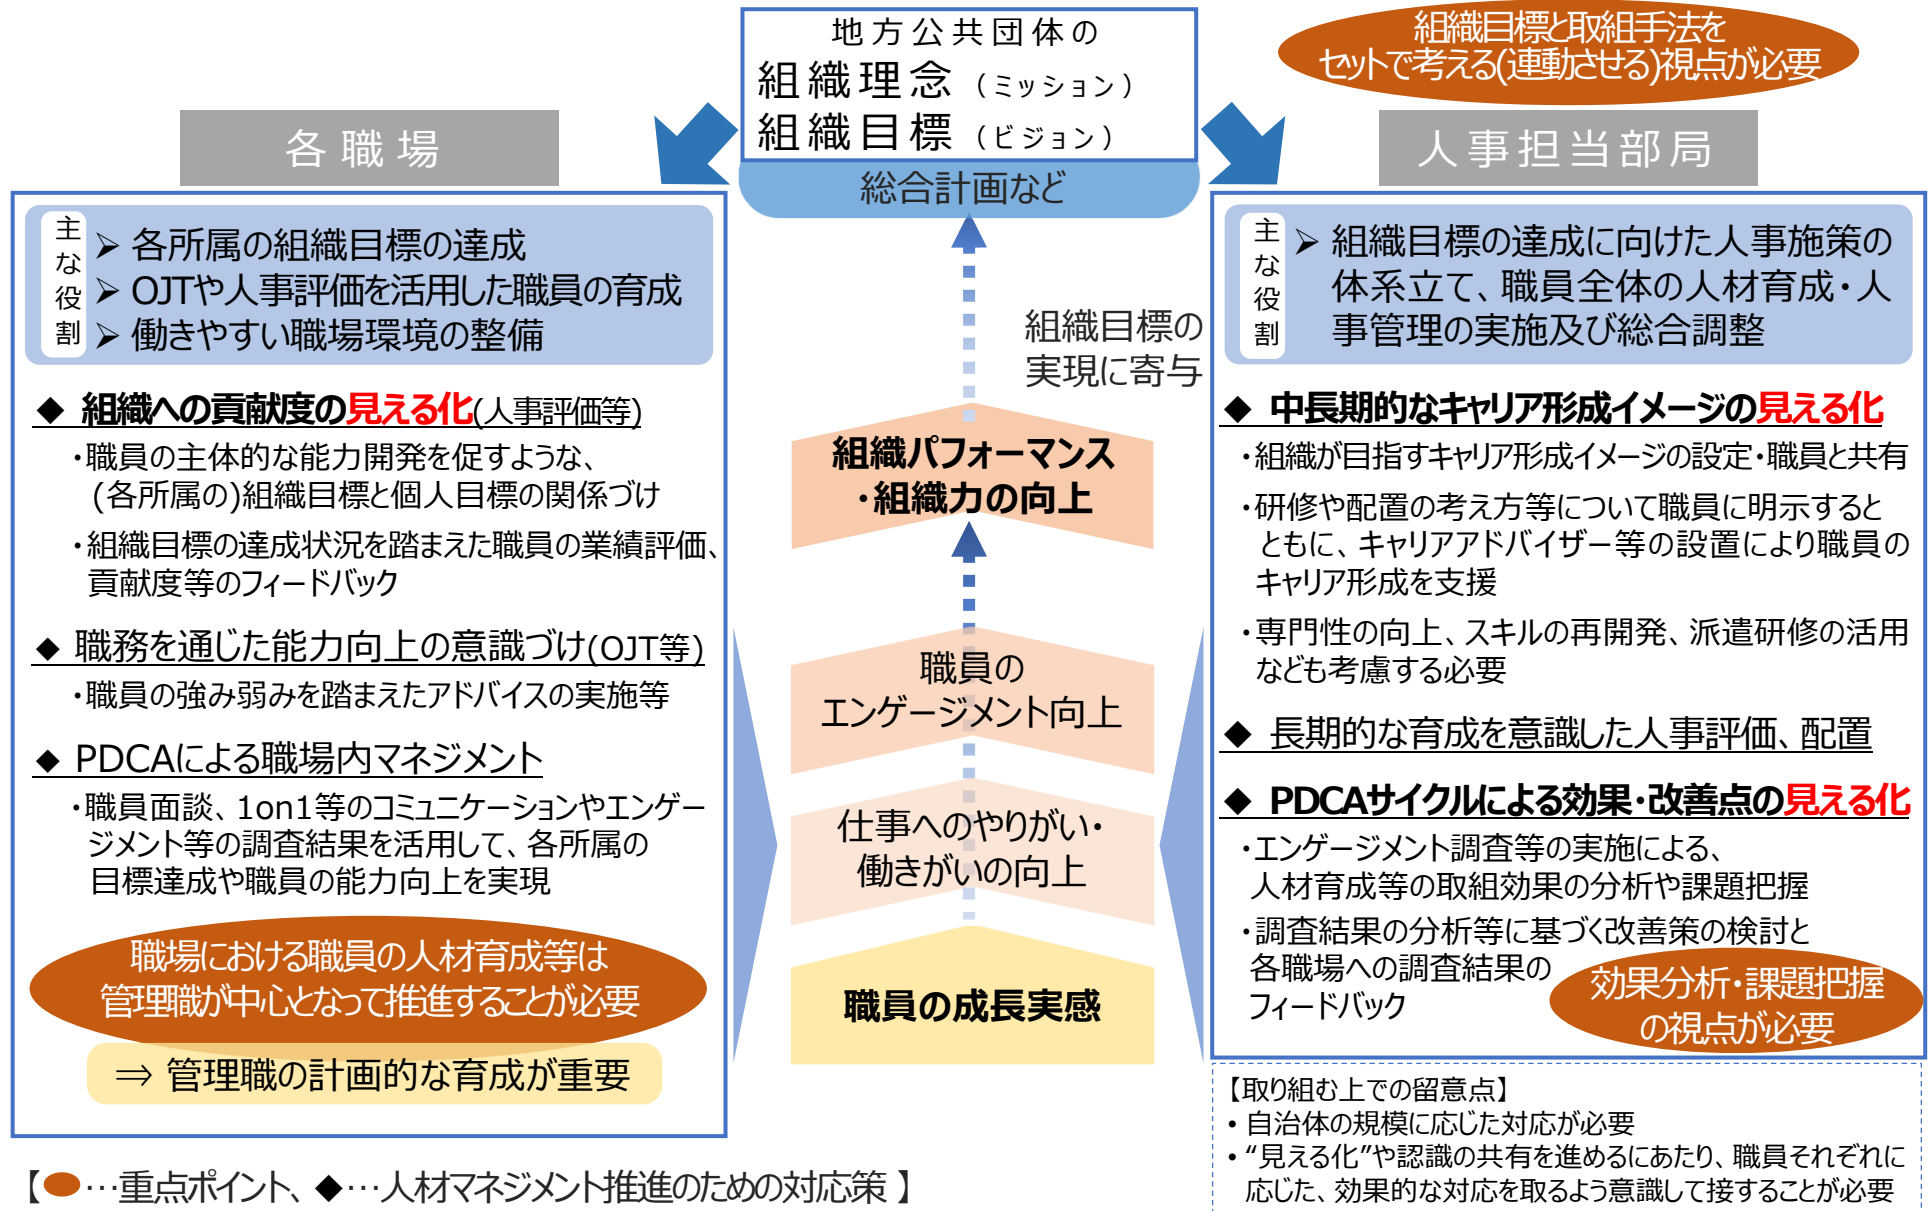 地方公共団体の
組織理念（ミッション）
組織目標（ビジョン）
総合計画など
組織目標と取組手法を
セットで考える(連動させる)視点が必要
各職場
主な役割
➢ 各所属の組織目標の達成
➢ OJTや人事評価を活用した職員の育成
➢ 働きやすい職場環境の整備
◆ 組織への貢献度の見える化(人事評価等)
・職員の主体的な能力開発を促すような、
(各所属の)組織目標と個人目標の関係づけ
・組織目標の達成状況を踏まえた職員の業績評価、
貢献度等のフィードバック
◆ 職務を通じた能力向上の意識づけ(OJT等)
・職員の強み弱みを踏まえたアドバイスの実施等
◆ PDCAによる職場内マネジメント
・職員面談、1on1等のコミュニケーションやエンゲー
ジメント等の調査結果を活用して、各所属の
目標達成や職員の能力向上を実現
職場における職員の人材育成等は
管理職が中心となって推進することが必要
⇒ 管理職の計画的な育成が重要
組織目標の
実現に寄与
組織パフォーマンス
・組織力の向上
職員の
エンゲージメント向上
仕事へのやりがい・
働きがいの向上
職員の成長実感
人事担当部局
主な役割
➢ 組織目標の達成に向けた人事施策の
体系立て、職員全体の人材育成・人
事管理の実施及び総合調整
◆ 中長期的なキャリア形成イメージの見える化
・組織が目指すキャリア形成イメージの設定・職員と共有
・研修や配置の考え方等について職員に明示すると
ともに、キャリアアドバイザー等の設置により職員の
キャリア形成を支援
・専門性の向上、スキルの再開発、派遣研修の活用
なども考慮する必要
◆ 長期的な育成を意識した人事評価、配置
◆ PDCAサイクルによる効果・改善点の見える化
・エンゲージメント調査等の実施による、
人材育成等の取組効果の分析や課題把握
・調査結果の分析等に基づく改善策の検討と
各職場への調査結果の
フィードバック
効果分析・課題把握
の視点が必要
【取り組む上での留意点】
• 自治体の規模に応じた対応が必要
• “見える化”や認識の共有を進めるにあたり、職員それぞれに
応じた、効果的な対応を取るよう意識して接することが必要
【●…重点ポイント、◆…人材マネジメント推進のための対応策 】